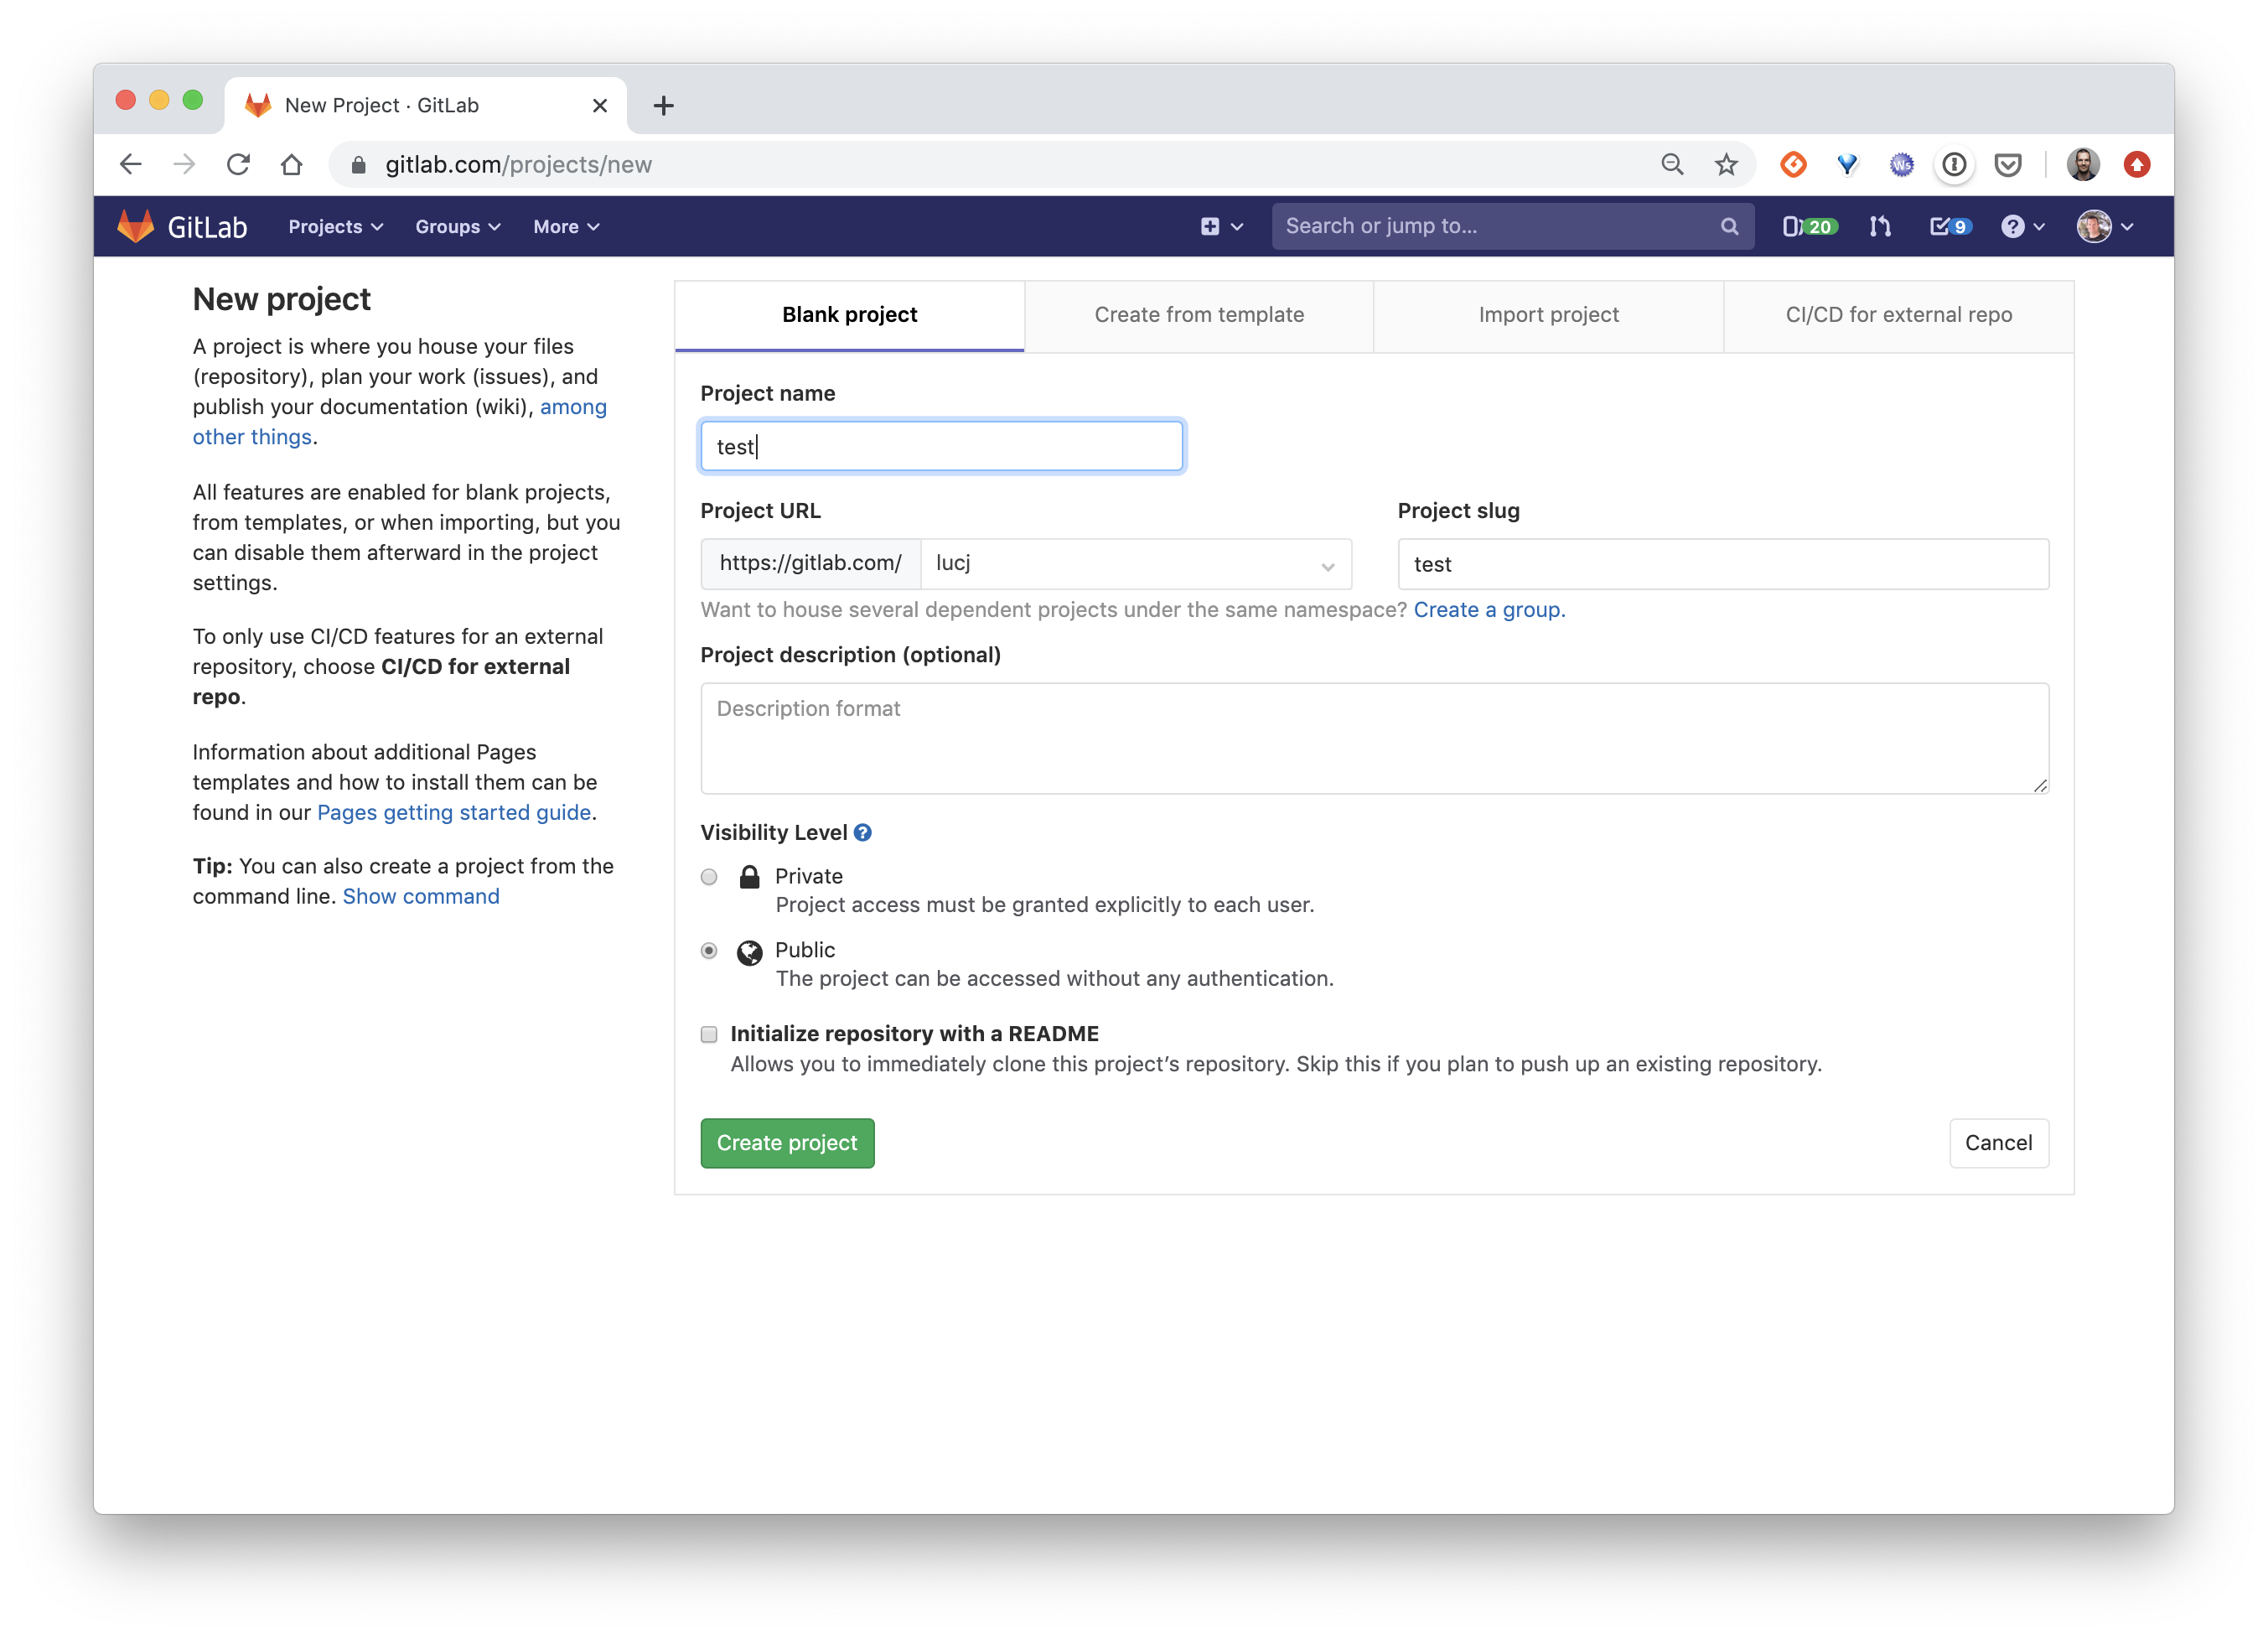 New Project · GitLab
gitlab.com/projects/new
GitLab Projects Groups More Search or jump to... 20 9
New project
A project is where you house your files
(repository), plan your work (issues), and
publish your documentation (wiki), among
other things.
All features are enabled for blank projects,
from templates, or when importing, but you
can disable them afterward in the project
settings.
To only use CI/CD features for an external
repository, choose CI/CD for external
repo.
Information about additional Pages
templates and how to install them can be
found in our Pages getting started guide.
Tip: You can also create a project from the
command line. Show command
Blank project Create from template Import project CI/CD for external repo
Project name
test
Project URL Project slug
https://gitlab.com/ lucj test
Want to house several dependent projects under the same namespace? Create a group.
Project description (optional)
Description format
Visibility Level
Private
Project access must be granted explicitly to each user.
Public
The project can be accessed without any authentication.
Initialize repository with a README
Allows you to immediately clone this project’s repository. Skip this if you plan to push up an existing repository.
Create project Cancel